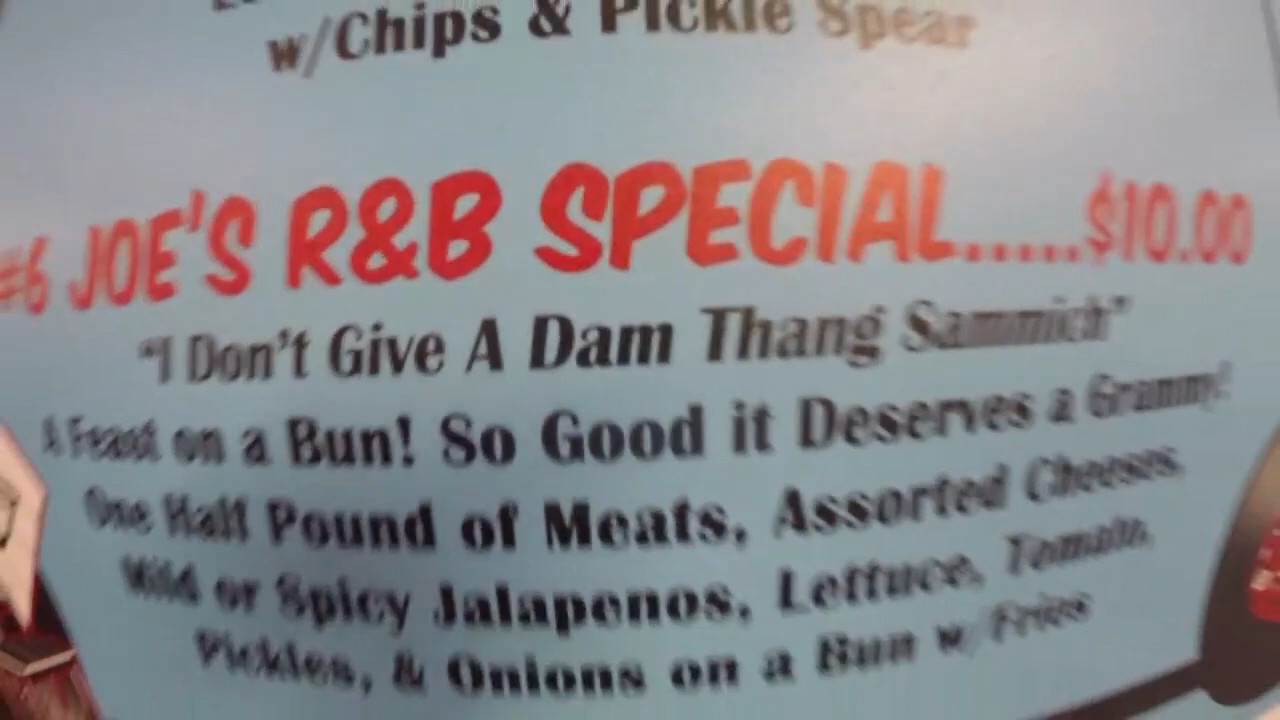 w/Chips & Pickle Spear
#6 JOE'S R&B SPECIAL.....$10.00
"I Don't Give A Dam Thang Sammich"
A Feast on a Bun! So Good it Deserves a Grammy!
One Half Pound of Meats, Assorted Cheeses,
Mild or Spicy Jalapenos, Lettuce, Tomato,
Pickles, & Onions on a Bun w/Fries